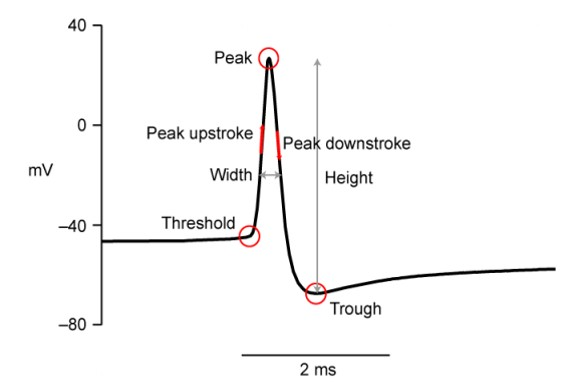 40
Peak
0
Peak upstroke
Peak downstroke
mV
Width
Height
Threshold
–40
Trough
–80
2 ms